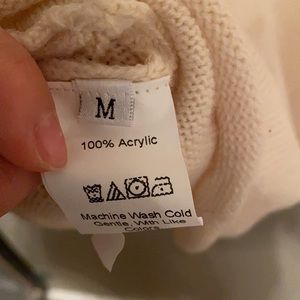 M
100% Acrylic
Machine Wash Cold
Gentle, With Like
Colors